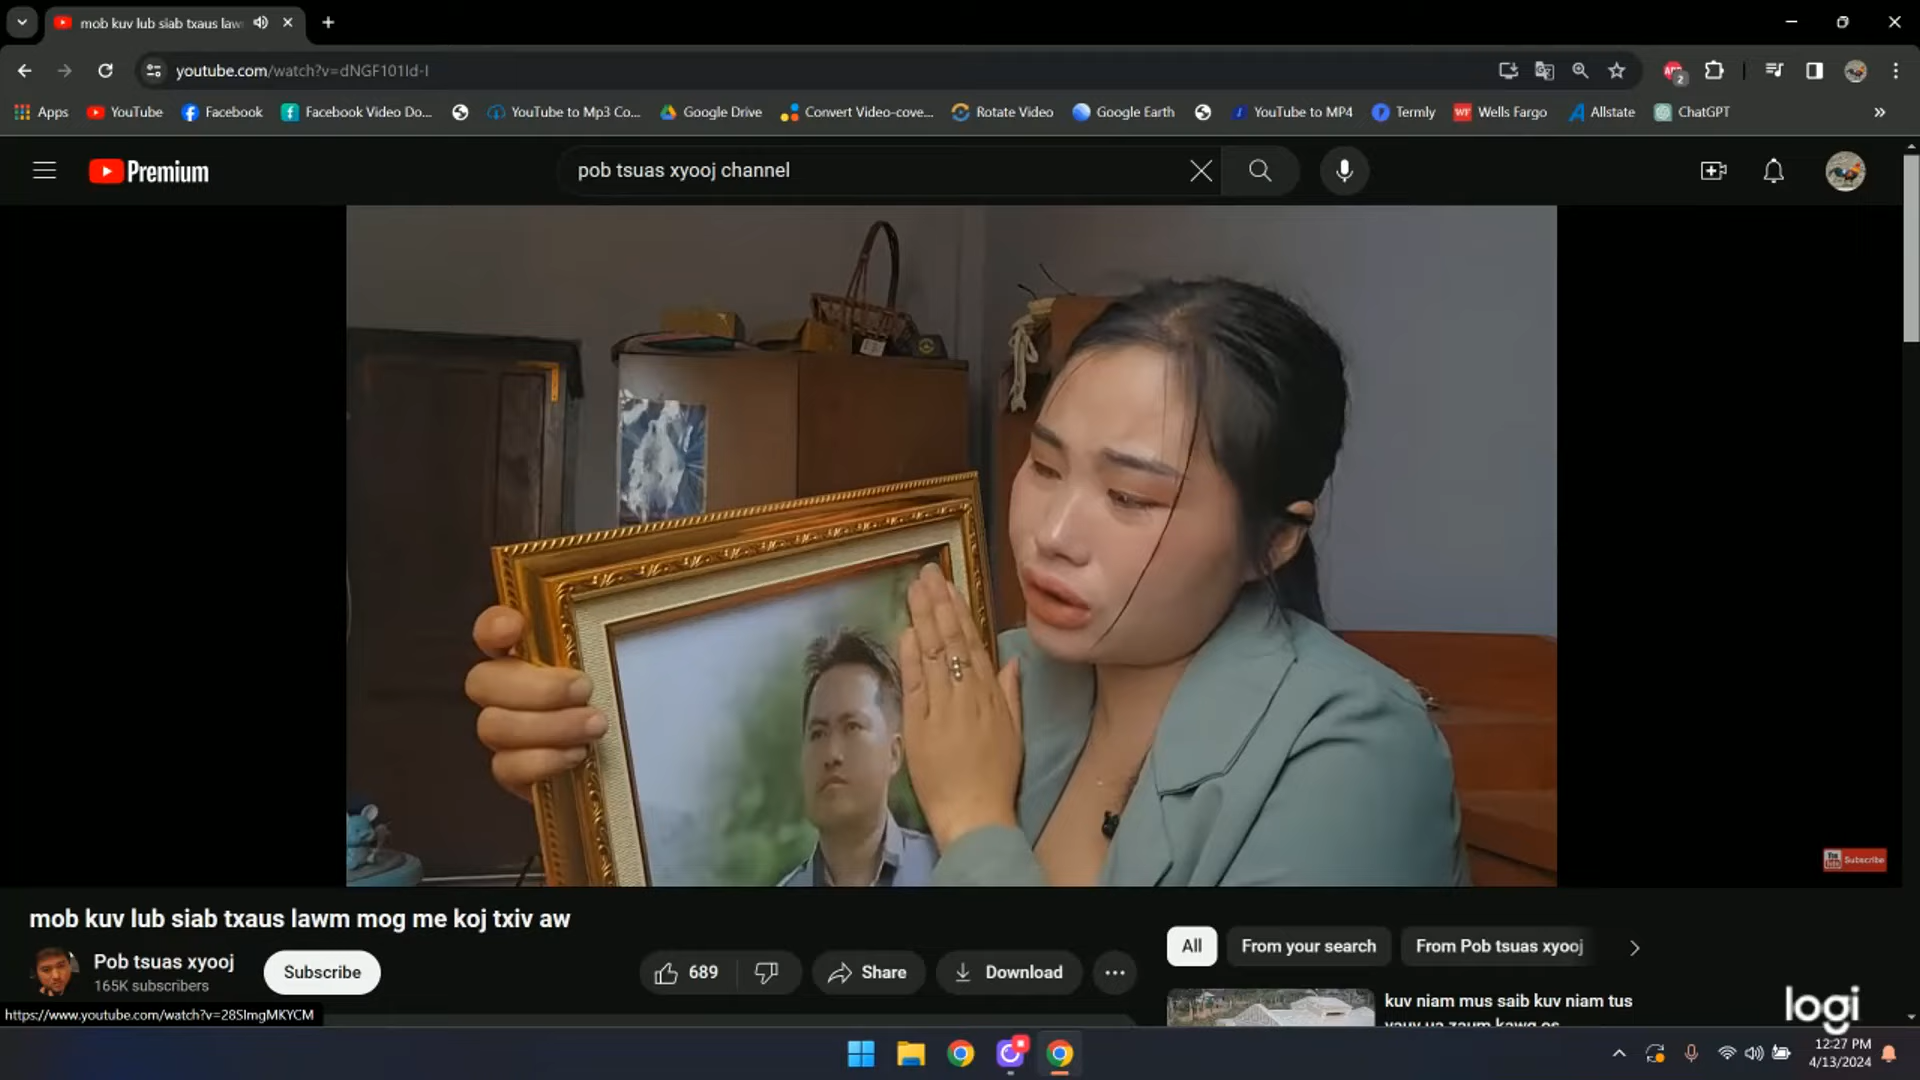 mob kuv lub siab txaus law
youtube.com/watch?v=dNGF101Id-I
2
Apps
YouTube
Facebook
Facebook Video Do...
YouTube to Mp3 Co...
Google Drive
Convert Video-cove...
Rotate Video
Google Earth
YouTube to MP4
Termly
Wells Fargo
Allstate
ChatGPT
Premium
pob tsuas xyooj channel
Subscribe
mob kuv lub siab txaus lawm mog me koj txiv aw
Pob tsuas xyooj
165K subscribers
Subscribe
689
Share
Download
All
From your search
From Pob tsuas xyooj
kuv niam mus saib kuv niam tus
https://www.youtube.com/watch?v=28SImgMKYCM
logi
12:27 PM
4/13/2024